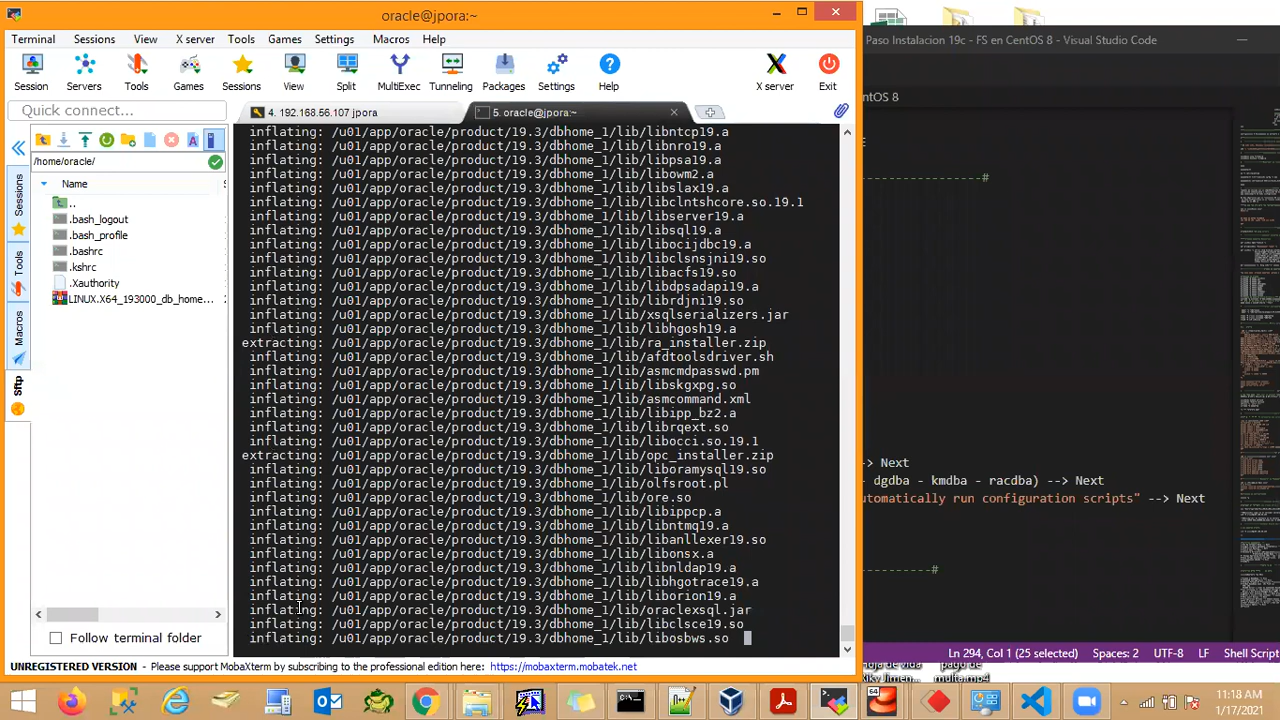 oracle@jpora:~
Terminal Sessions View X server Tools Games Settings Macros Help
Session Servers Tools Games Sessions View Split MultiExec Tunneling Packages Settings Help X server Exit
Quick connect...
4. 192.168.56.107 jpora
5. oracle@jpora:~
/home/oracle/
Name
..
.bash_logout
.bash_profile
.bashrc
.kshrc
.Xauthority
LINUX.X64_193000_db_home...
Sessions
Tools
Macros
Sftp
Follow terminal folder
inflating: /u01/app/oracle/product/19.3/dbhome_1/lib/libntcp19.a
inflating: /u01/app/oracle/product/19.3/dbhome_1/lib/libnro19.a
inflating: /u01/app/oracle/product/19.3/dbhome_1/lib/libpsa19.a
inflating: /u01/app/oracle/product/19.3/dbhome_1/lib/libowm2.a
inflating: /u01/app/oracle/product/19.3/dbhome_1/lib/libslax19.a
inflating: /u01/app/oracle/product/19.3/dbhome_1/lib/libclntshcore.so.19.1
inflating: /u01/app/oracle/product/19.3/dbhome_1/lib/libserver19.a
inflating: /u01/app/oracle/product/19.3/dbhome_1/lib/libsql19.a
inflating: /u01/app/oracle/product/19.3/dbhome_1/lib/libocijdbc19.a
inflating: /u01/app/oracle/product/19.3/dbhome_1/lib/libclsnsjni19.so
inflating: /u01/app/oracle/product/19.3/dbhome_1/lib/libacfs19.so
inflating: /u01/app/oracle/product/19.3/dbhome_1/lib/libdpsadapi19.a
inflating: /u01/app/oracle/product/19.3/dbhome_1/lib/librdjni19.so
inflating: /u01/app/oracle/product/19.3/dbhome_1/lib/xsqlserializers.jar
inflating: /u01/app/oracle/product/19.3/dbhome_1/lib/libhgosh19.a
extracting: /u01/app/oracle/product/19.3/dbhome_1/lib/ra_installer.zip
inflating: /u01/app/oracle/product/19.3/dbhome_1/lib/afdtoolsdriver.sh
inflating: /u01/app/oracle/product/19.3/dbhome_1/lib/asmcmdpasswd.pm
inflating: /u01/app/oracle/product/19.3/dbhome_1/lib/libskgxpg.so
inflating: /u01/app/oracle/product/19.3/dbhome_1/lib/asmcommand.xml
inflating: /u01/app/oracle/product/19.3/dbhome_1/lib/libipp_bz2.a
inflating: /u01/app/oracle/product/19.3/dbhome_1/lib/librqext.so
inflating: /u01/app/oracle/product/19.3/dbhome_1/lib/libocci.so.19.1
extracting: /u01/app/oracle/product/19.3/dbhome_1/lib/opc_installer.zip
inflating: /u01/app/oracle/product/19.3/dbhome_1/lib/liboramysql19.so
inflating: /u01/app/oracle/product/19.3/dbhome_1/lib/olfsroot.pl
inflating: /u01/app/oracle/product/19.3/dbhome_1/lib/ore.so
inflating: /u01/app/oracle/product/19.3/dbhome_1/lib/libippcp.a
inflating: /u01/app/oracle/product/19.3/dbhome_1/lib/libntmq19.a
inflating: /u01/app/oracle/product/19.3/dbhome_1/lib/libanllexer19.so
inflating: /u01/app/oracle/product/19.3/dbhome_1/lib/libonsx.a
inflating: /u01/app/oracle/product/19.3/dbhome_1/lib/libnldap19.a
inflating: /u01/app/oracle/product/19.3/dbhome_1/lib/libhgotrace19.a
inflating: /u01/app/oracle/product/19.3/dbhome_1/lib/liborion19.a
inflating: /u01/app/oracle/product/19.3/dbhome_1/lib/oraclexsql.jar
inflating: /u01/app/oracle/product/19.3/dbhome_1/lib/libclsce19.so
inflating: /u01/app/oracle/product/19.3/dbhome_1/lib/libosbws.so
UNREGISTERED VERSION - Please support MobaXterm by subscribing to the professional edition here: https://mobaxterm.mobatek.net
Paso Instalacion 19c - FS en CentOS 8 - Visual Studio Code
ntOS 8
------------------#
--> Next
- dgdba - kmdba - racdba) --> Next
utomatically run configuration scripts" --> Next
----------#
Ln 294, Col 1 (25 selected) Spaces: 2 UTF-8 LF Shell Script
11:18 AM
1/17/2021